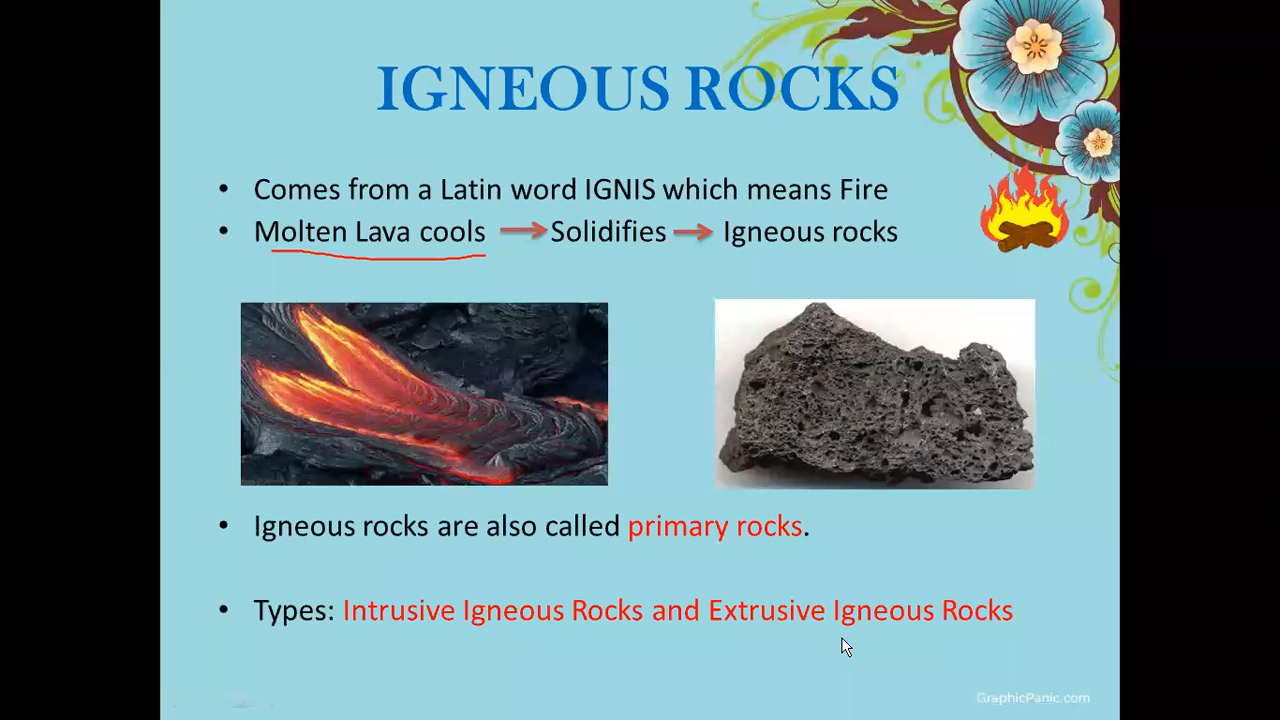 IGNEOUS ROCKS
• Comes from a Latin word IGNIS which means Fire
• Molten Lava cools → Solidifies → Igneous rocks
• Igneous rocks are also called primary rocks.
• Types: Intrusive Igneous Rocks and Extrusive Igneous Rocks
GraphicPanic.com